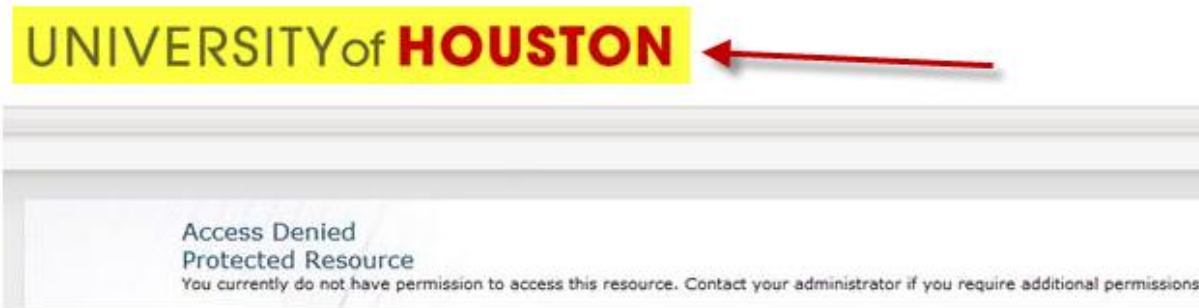 UNIVERSITYof HOUSTON
Access Denied
Protected Resource
You currently do not have permission to access this resource. Contact your administrator if you require additional permissions